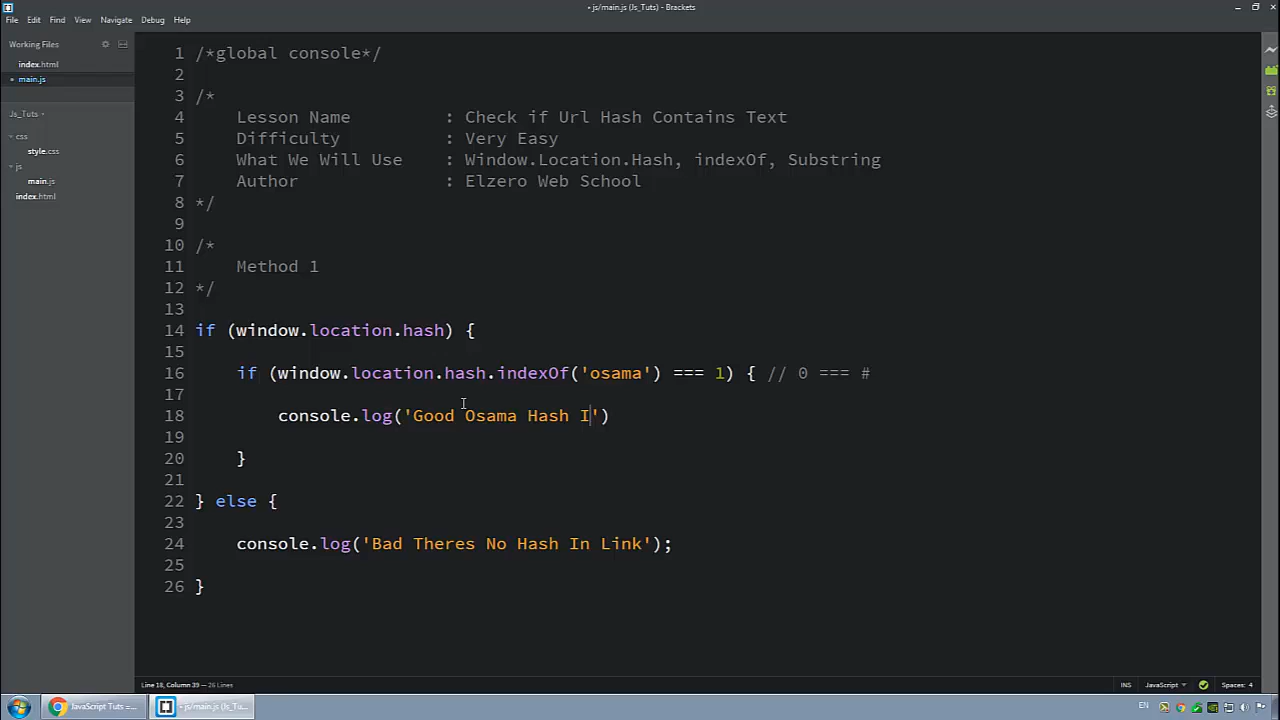 • js/main.js (Js_Tuts) - Brackets
File Edit Find View Navigate Debug Help
Working Files
index.html
• main.js
Js_Tuts
css
style.css
js
main.js
index.html
1 /*global console*/
2
3 /*
4 Lesson Name : Check if Url Hash Contains Text
5 Difficulty : Very Easy
6 What We Will Use : Window.Location.Hash, indexOf, Substring
7 Author : Elzero Web School
8 */
9
10 /*
11 Method 1
12 */
13
14 if (window.location.hash) {
15
16 if (window.location.hash.indexOf('osama') === 1) { // 0 === #
17
18 console.log('Good Osama Hash I')
19
20 }
21
22 } else {
23
24 console.log('Bad Theres No Hash In Link');
25
26 }
Line 18, Column 39 — 26 Lines
INS JavaScript Spaces: 4
JavaScript Tuts =...
• js/main.js (Js_Tu...
EN